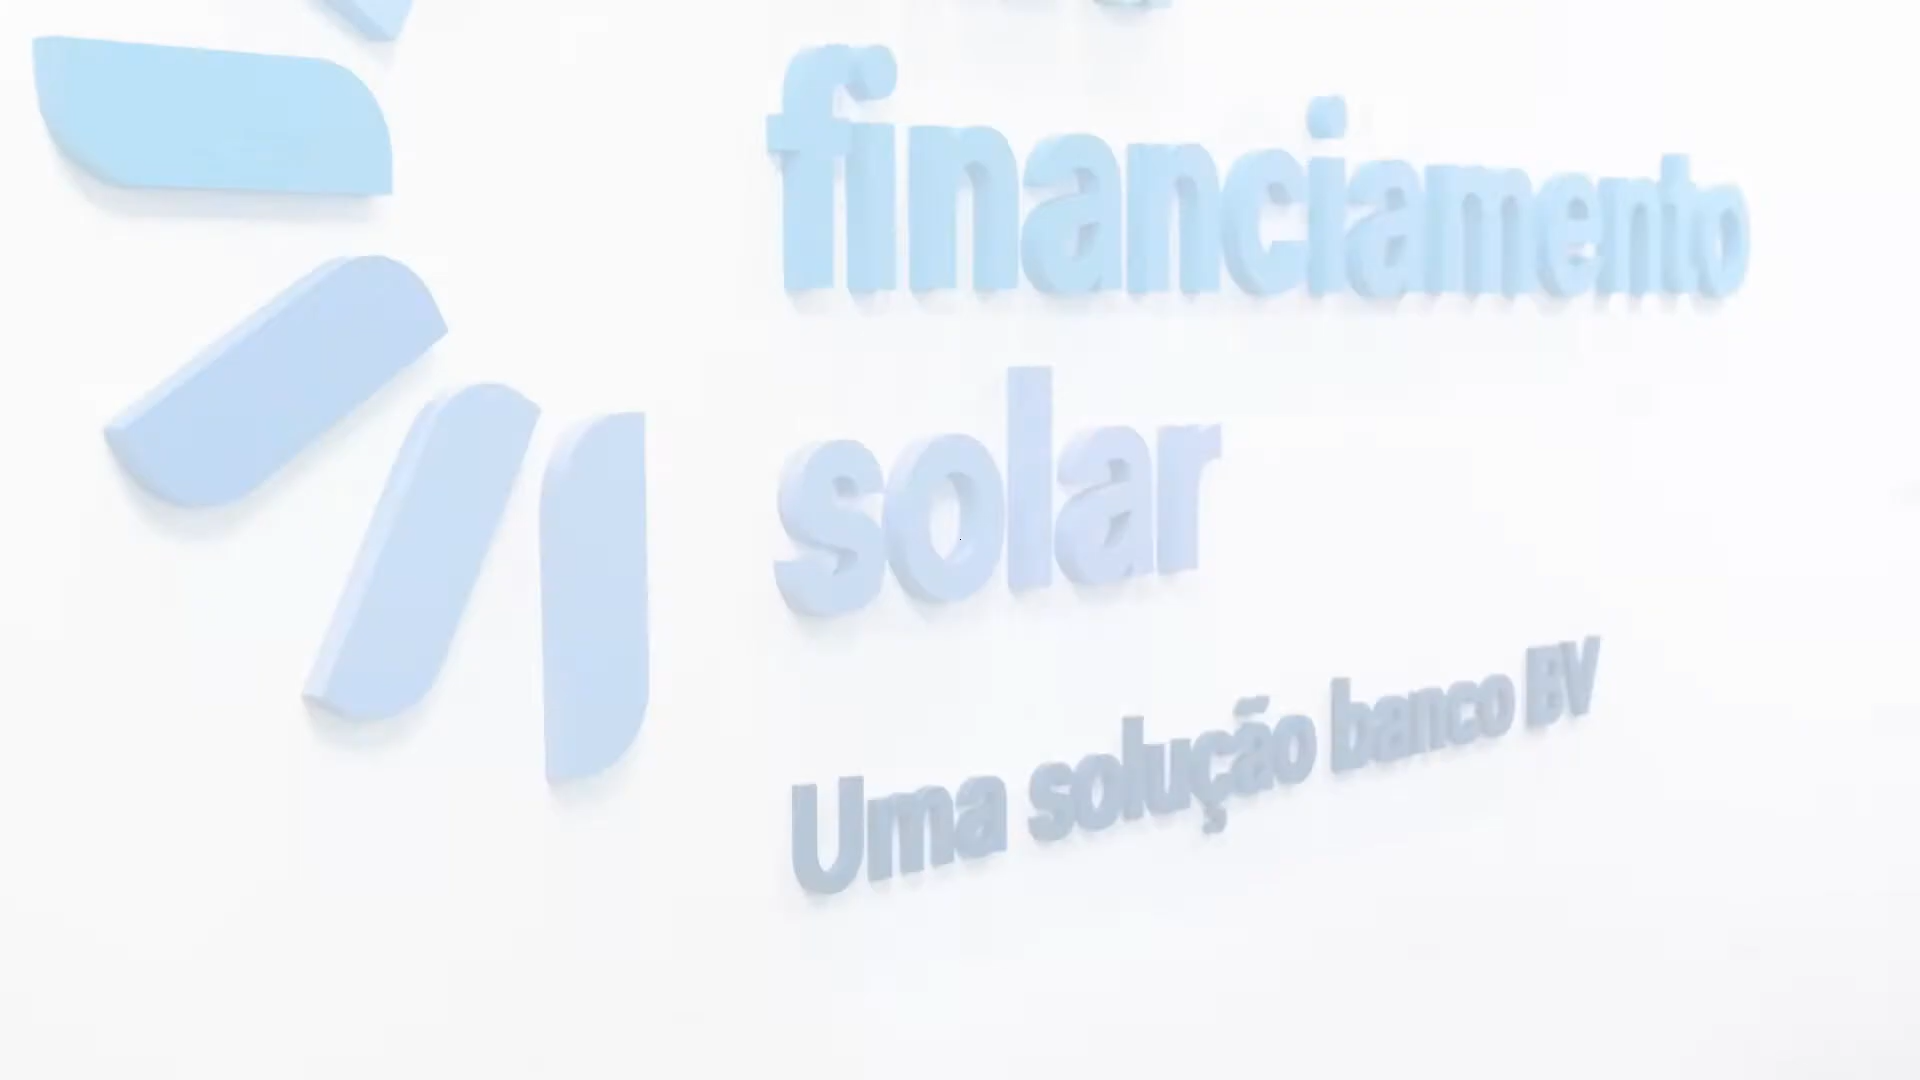 financiamento
solar
Uma solução banco BV